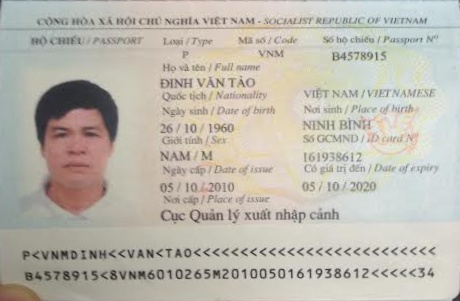 CỘNG HÒA XÃ HỘI CHỦ NGHĨA VIỆT NAM - SOCIALIST REPUBLIC OF VIETNAM
HỘ CHIẾU / PASSPORT Loại / Type Mã số / Code Số hộ chiếu / Passport Nº
P VNM B4578915
Họ và tên / Full name
ĐINH VĂN TẢO
Quốc tịch / Nationality VIỆT NAM / VIETNAMESE
Ngày sinh / Date of birth Nơi sinh / Place of birth
26 / 10 / 1960 NINH BÌNH
Giới tính / Sex Số GCMND / ID card Nº
NAM / M 161938612
Ngày cấp / Date of issue Có giá trị đến / Date of expiry
05 / 10 / 2010 05 / 10 / 2020
Nơi cấp / Place of issue
Cục Quản lý xuất nhập cảnh
P<VNMDINH<<VAN<TAO<<<<<<<<<<<<<<<<<<<<<<<<<<
B4578915<8VNM6010265M2010050161938612<<<<<34